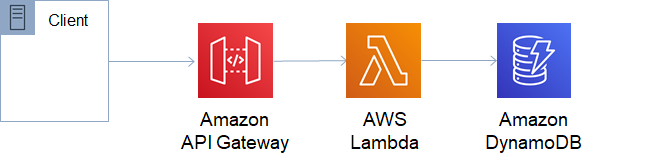 Client
Amazon
API Gateway
AWS
Lambda
Amazon
DynamoDB